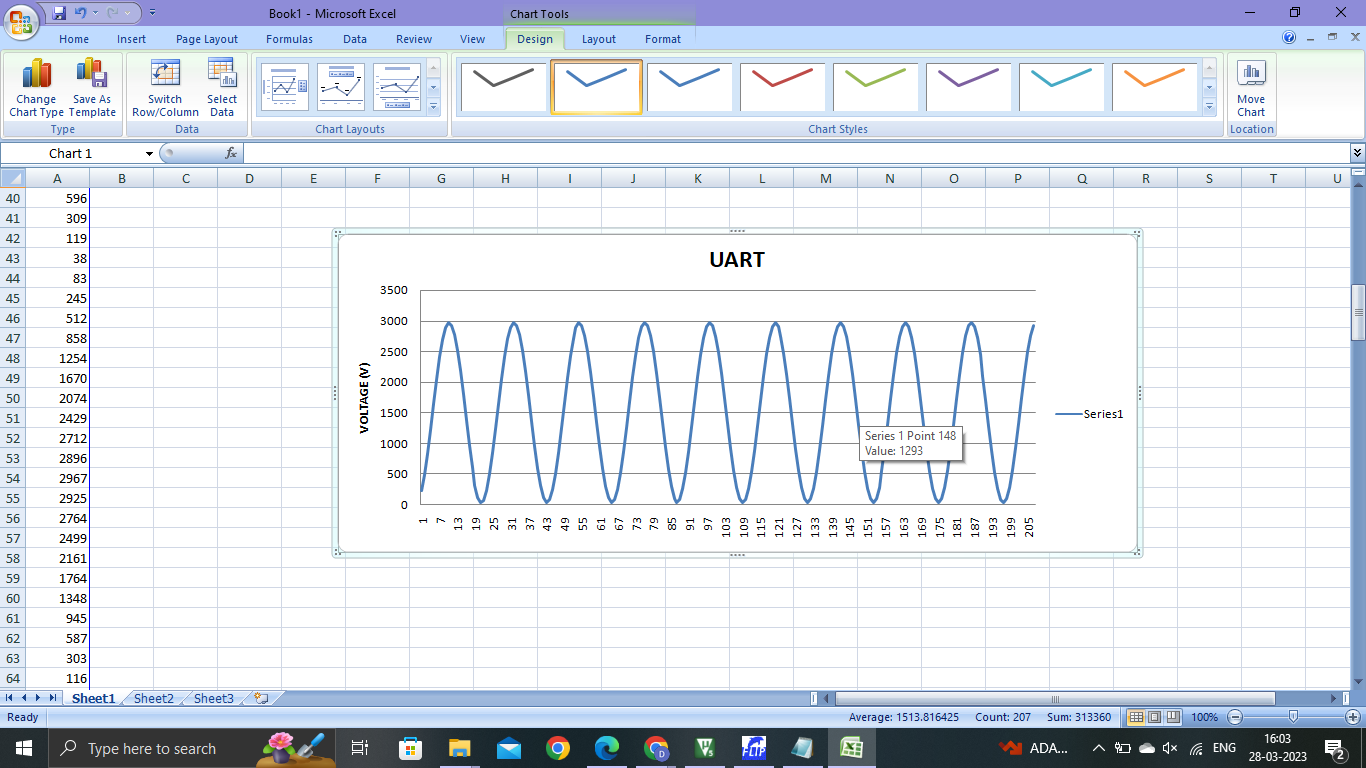 Book1 - Microsoft Excel
Chart Tools
Home Insert Page Layout Formulas Data Review View Design Layout Format
Change Chart Type
Save As Template
Switch Row/Column
Select Data
Move Chart
Type Data Chart Layouts Chart Styles Location
Chart 1 fx
A B C D E F G H I J K L M N O P Q R S T U
40 596
41 309
42 119
43 38
44 83
45 245
46 512
47 858
48 1254
49 1670
50 2074
51 2429
52 2712
53 2896
54 2967
55 2925
56 2764
57 2499
58 2161
59 1764
60 1348
61 945
62 587
63 303
64 116
UART
VOLTAGE (V)
3500
3000
2500
2000
1500
1000
500
0
1 7 13 19 25 31 37 43 49 55 61 67 73 79 85 91 97 103 109 115 121 127 133 139 145 151 157 163 169 175 181 187 193 199 205
Series 1 Point 148
Value: 1293
Series1
Sheet1 Sheet2 Sheet3
Ready Average: 1513.816425 Count: 207 Sum: 313360 100%
Type here to search
D
W5
FLIP
ADA...
ENG
16:03
28-03-2023
2